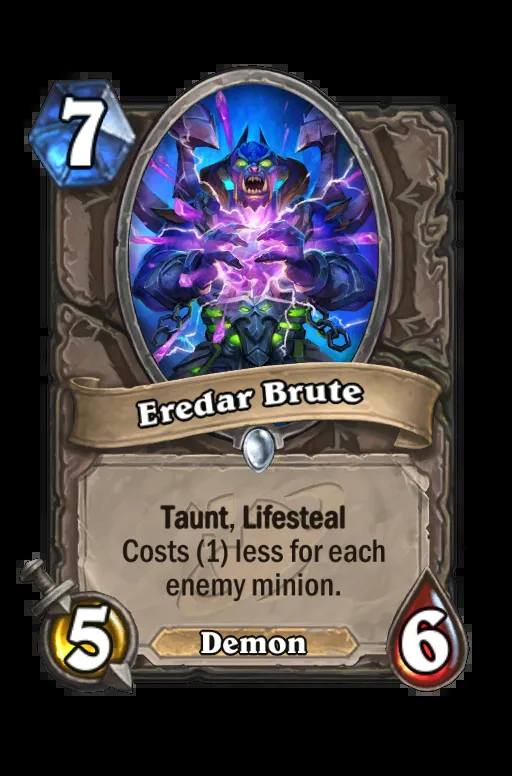 7
Eredar Brute
Taunt, Lifesteal
Costs (1) less for each
enemy minion.
5
Demon
6